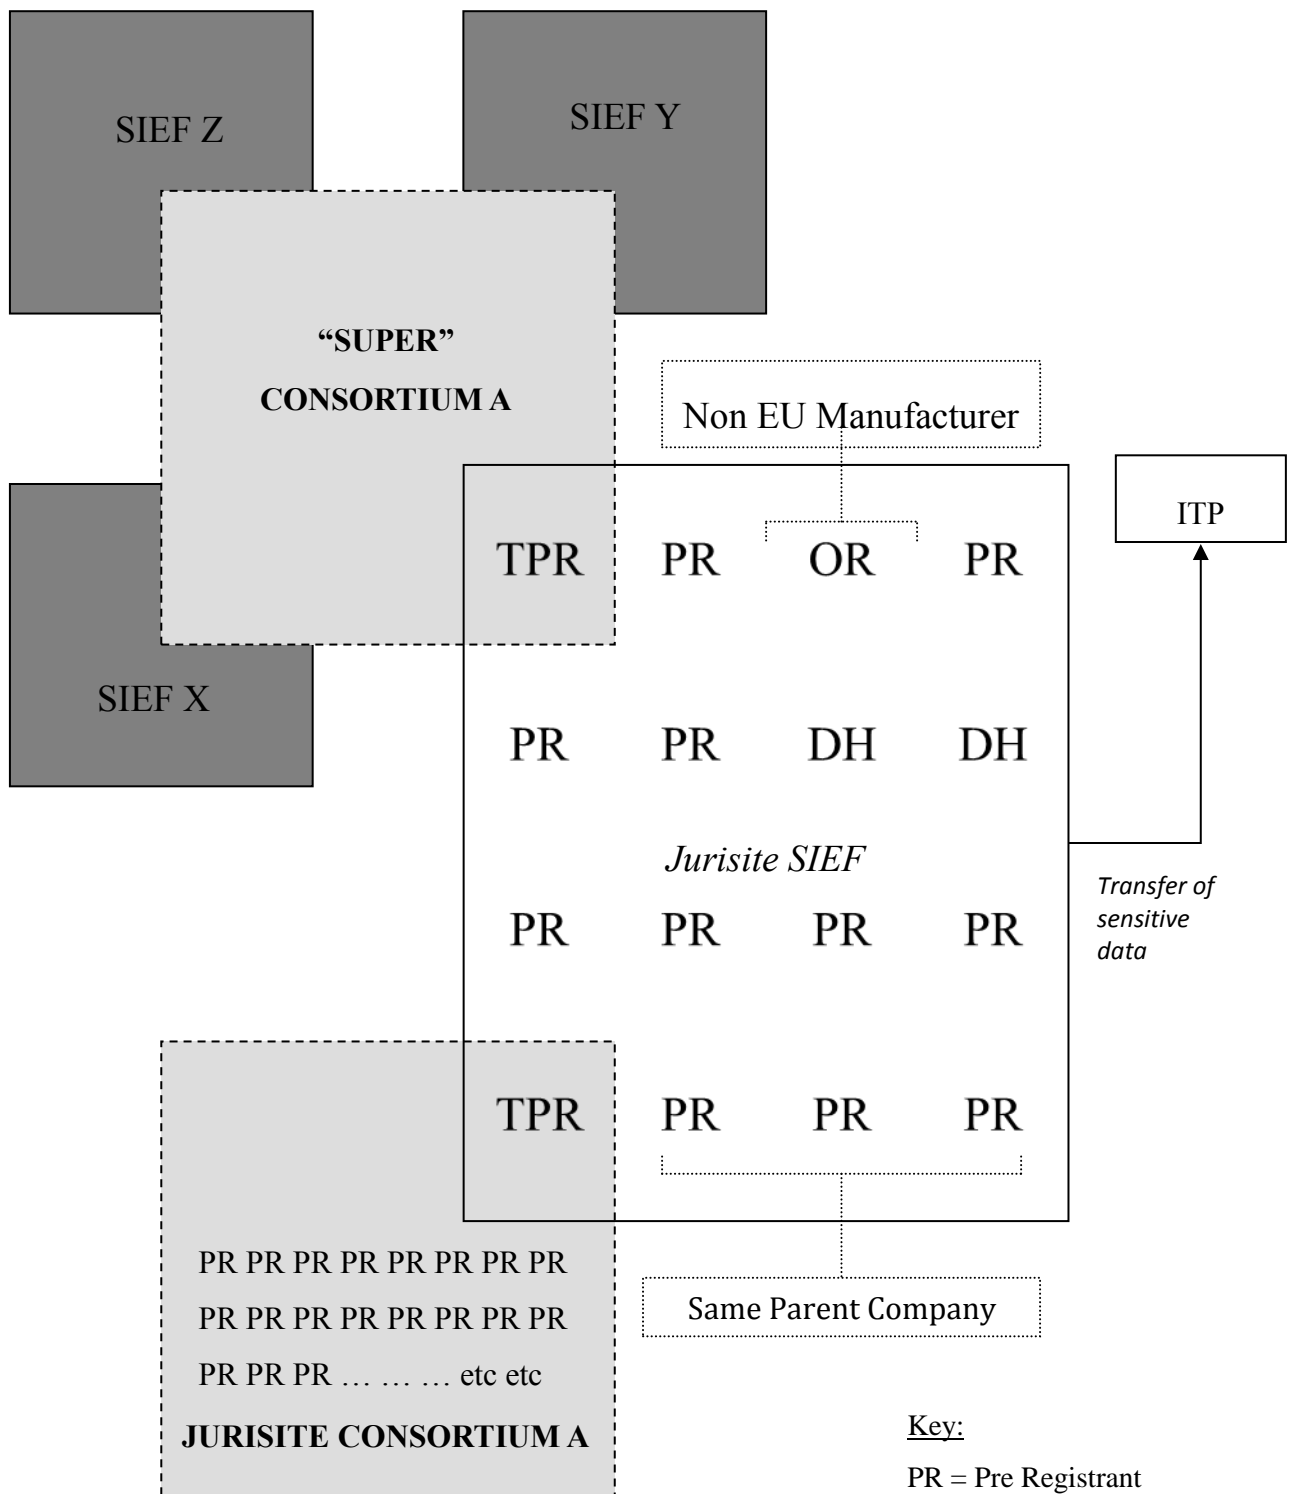 SIEF Z
SIEF Y
“SUPER”
CONSORTIUM A
Non EU Manufacturer
ITP
TPR PR OR PR
SIEF X
PR PR DH DH
Jurisite SIEF
Transfer of
sensitive
data
PR PR PR PR
TPR PR PR PR
PR PR PR PR PR PR PR PR
Same Parent Company
PR PR PR PR PR PR PR PR
PR PR PR … … … etc etc
JURISITE CONSORTIUM A
Key:
PR = Pre Registrant